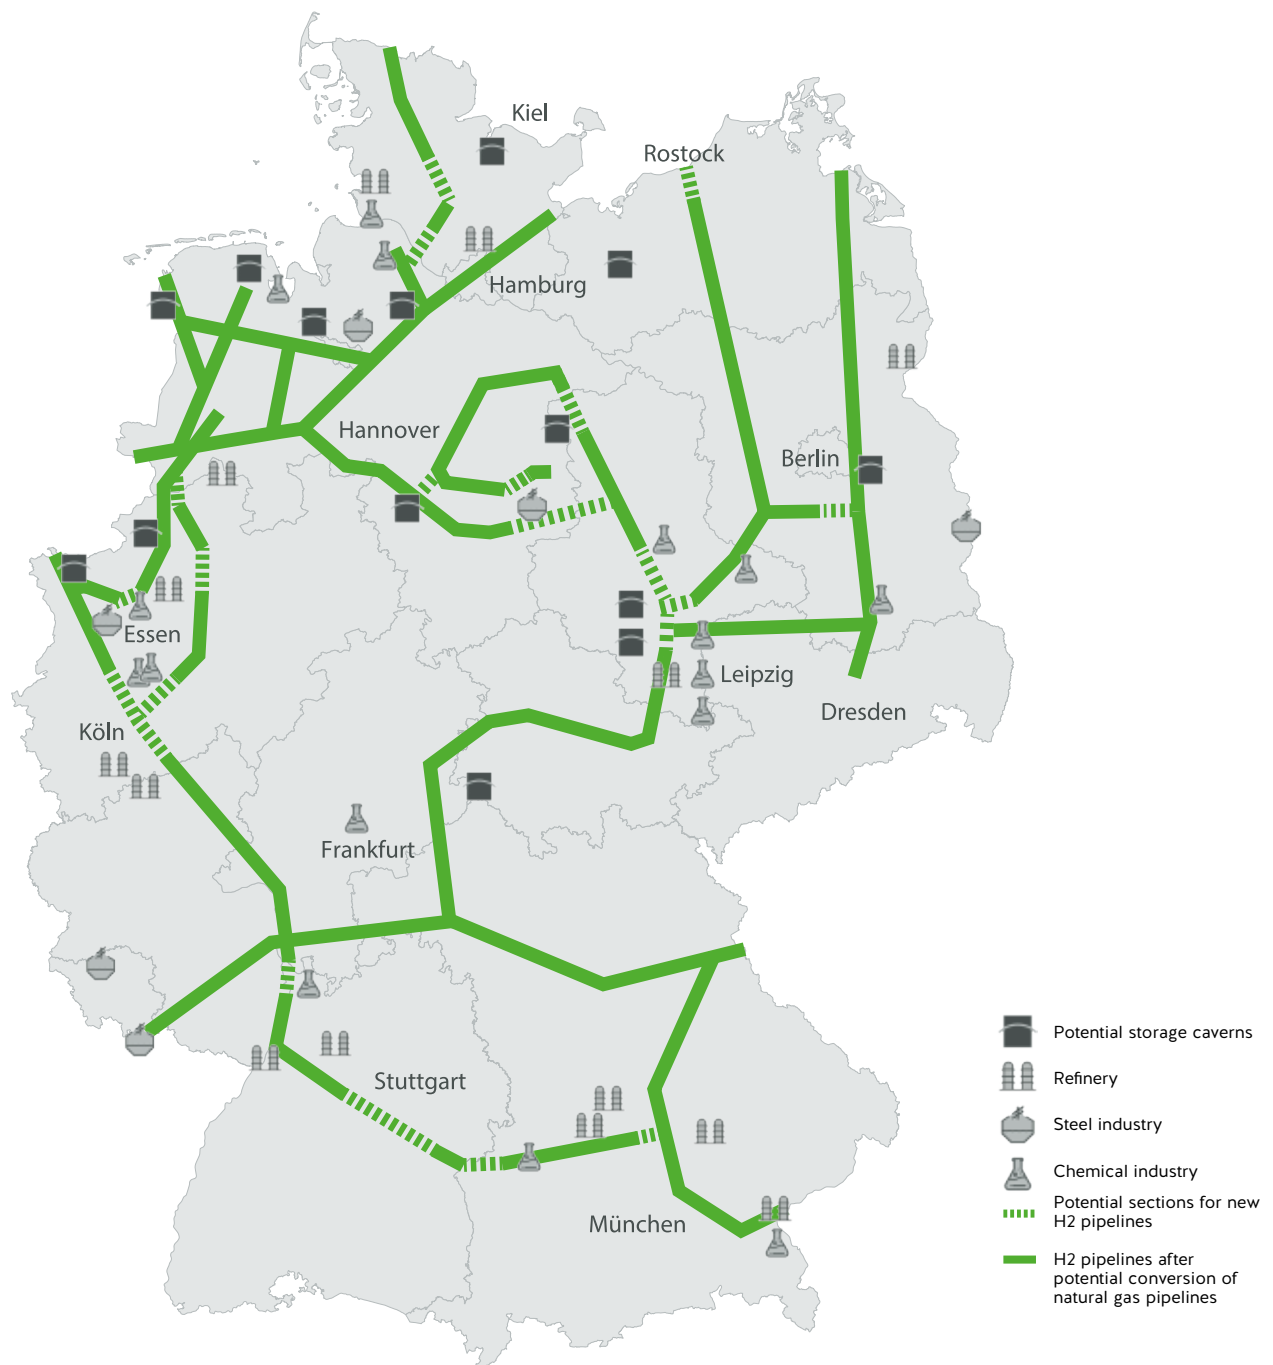 Kiel
Rostock
Hamburg
Hannover
Berlin
Essen
Leipzig
Dresden
Köln
Frankfurt
Stuttgart
München
Potential storage caverns
Refinery
Steel industry
Chemical industry
Potential sections for new
H2 pipelines
H2 pipelines after
potential conversion of
natural gas pipelines